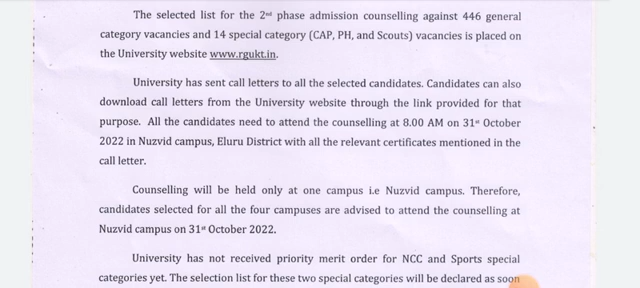 The selected list for the 2nd phase admission counselling against 446 general
category vacancies and 14 special category (CAP, PH, and Scouts) vacancies is placed on
the University website www.rgukt.in.
University has sent call letters to all the selected candidates. Candidates can also
download call letters from the University website through the link provided for that
purpose. All the candidates need to attend the counselling at 8.00 AM on 31st October
2022 in Nuzvid campus, Eluru District with all the relevant certificates mentioned in the
call letter.
Counselling will be held only at one campus i.e Nuzvid campus. Therefore,
candidates selected for all the four campuses are advised to attend the counselling at
Nuzvid campus on 31st October 2022.
University has not received priority merit order for NCC and Sports special
categories yet. The selection list for these two special categories will be declared as soon